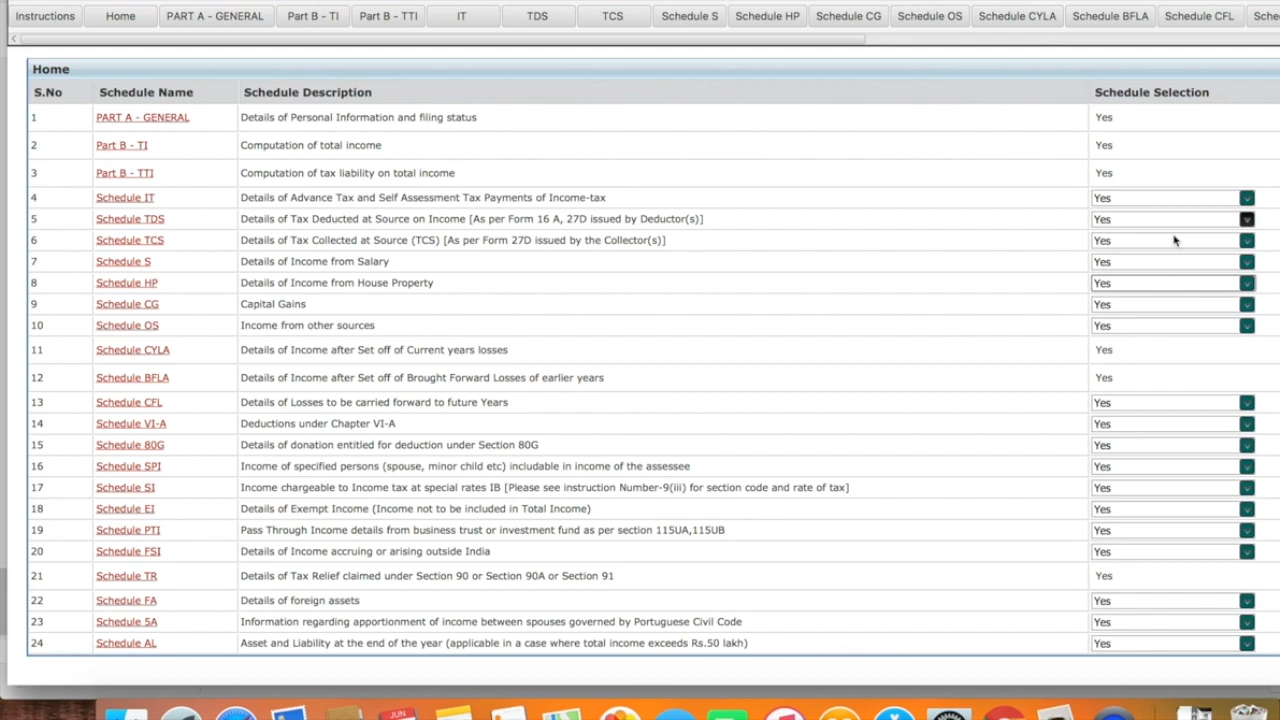 Instructions Home PART A - GENERAL Part B - TI Part B - TTI IT TDS TCS Schedule S Schedule HP Schedule CG Schedule OS Schedule CYLA Schedule BFLA Schedule CFL Sche
Home
S.No Schedule Name Schedule Description Schedule Selection
1 PART A - GENERAL Details of Personal Information and filing status Yes
2 Part B - TI Computation of total income Yes
3 Part B - TTI Computation of tax liability on total income Yes
4 Schedule IT Details of Advance Tax and Self Assessment Tax Payments of Income-tax Yes
5 Schedule TDS Details of Tax Deducted at Source on Income [As per Form 16 A, 27D issued by Deductor(s)] Yes
6 Schedule TCS Details of Tax Collected at Source (TCS) [As per Form 27D issued by the Collector(s)] Yes
7 Schedule S Details of Income from Salary Yes
8 Schedule HP Details of Income from House Property Yes
9 Schedule CG Capital Gains Yes
10 Schedule OS Income from other sources Yes
11 Schedule CYLA Details of Income after Set off of Current years losses Yes
12 Schedule BFLA Details of Income after Set off of Brought Forward Losses of earlier years Yes
13 Schedule CFL Details of Losses to be carried forward to future Years Yes
14 Schedule VI-A Deductions under Chapter VI-A Yes
15 Schedule 80G Details of donation entitled for deduction under Section 80G Yes
16 Schedule SPI Income of specified persons (spouse, minor child etc) includable in income of the assessee Yes
17 Schedule SI Income chargeable to Income tax at special rates IB [Please see instruction Number-9(iii) for section code and rate of tax] Yes
18 Schedule EI Details of Exempt Income (Income not to be included in Total Income) Yes
19 Schedule PTI Pass Through Income details from business trust or investment fund as per section 115UA,115UB Yes
20 Schedule FSI Details of Income accruing or arising outside India Yes
21 Schedule TR Details of Tax Relief claimed under Section 90 or Section 90A or Section 91 Yes
22 Schedule FA Details of foreign assets Yes
23 Schedule 5A Information regarding apportionment of income between spouses governed by Portuguese Civil Code Yes
24 Schedule AL Asset and Liability at the end of the year (applicable in a case where total income exceeds Rs.50 lakh) Yes
JUN